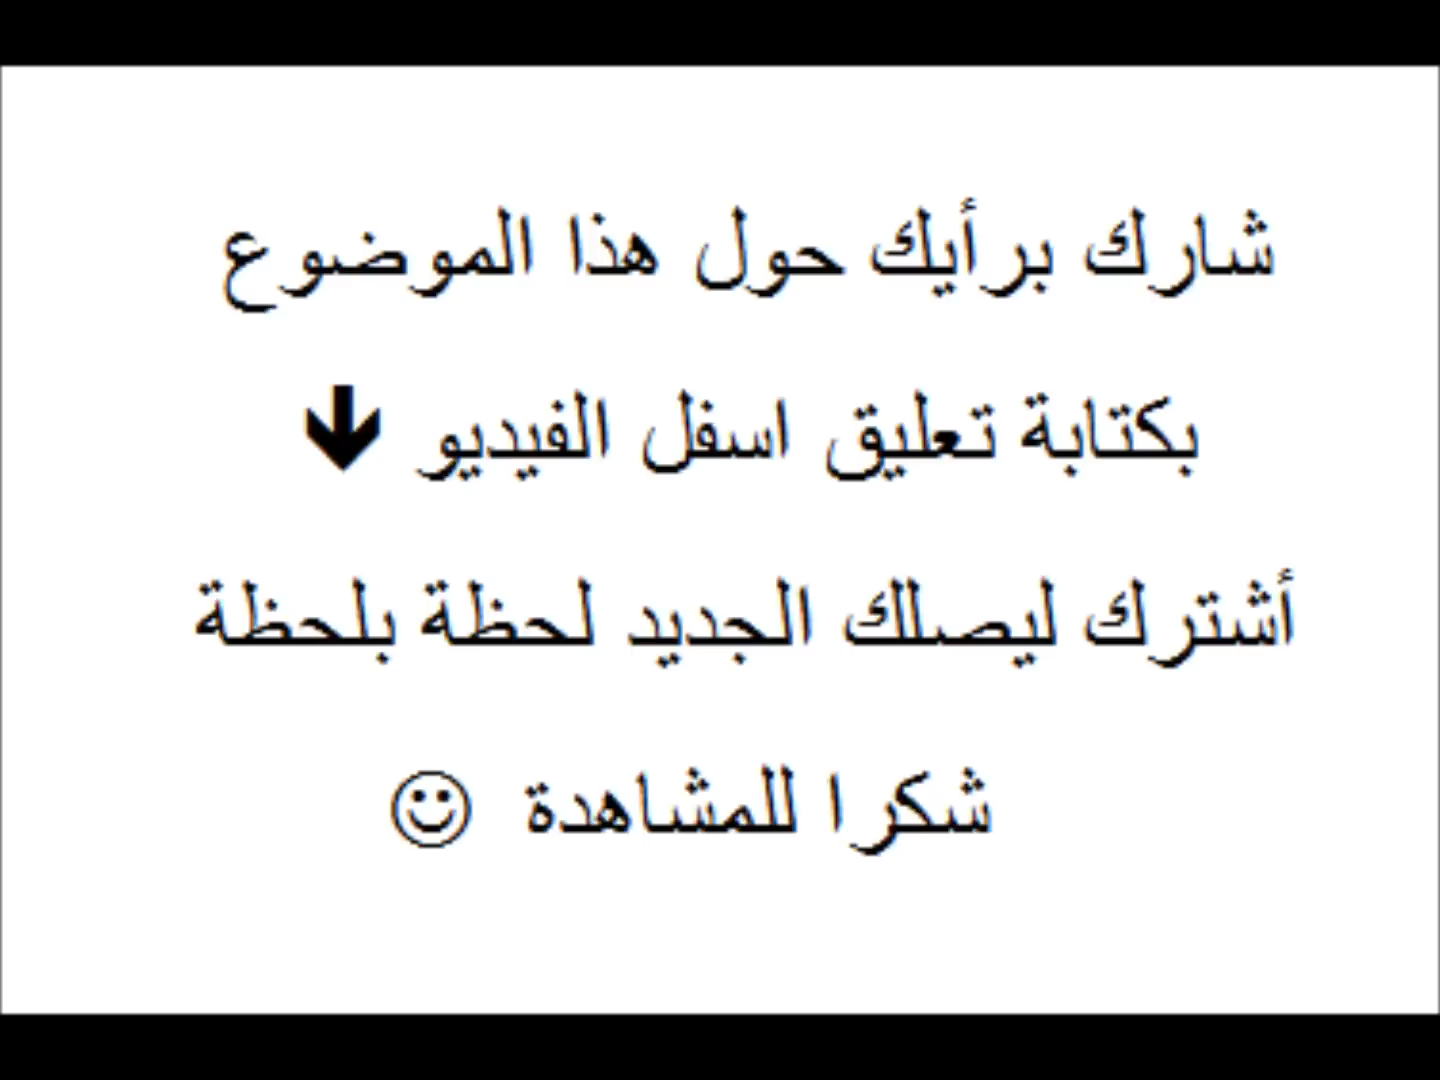 شارك برأيك حول هذا الموضوع
بكتابة تعليق اسفل الفيديو 🡫
أشترك ليصلك الجديد لحظة بلحظة
شكرا للمشاهدة ☺